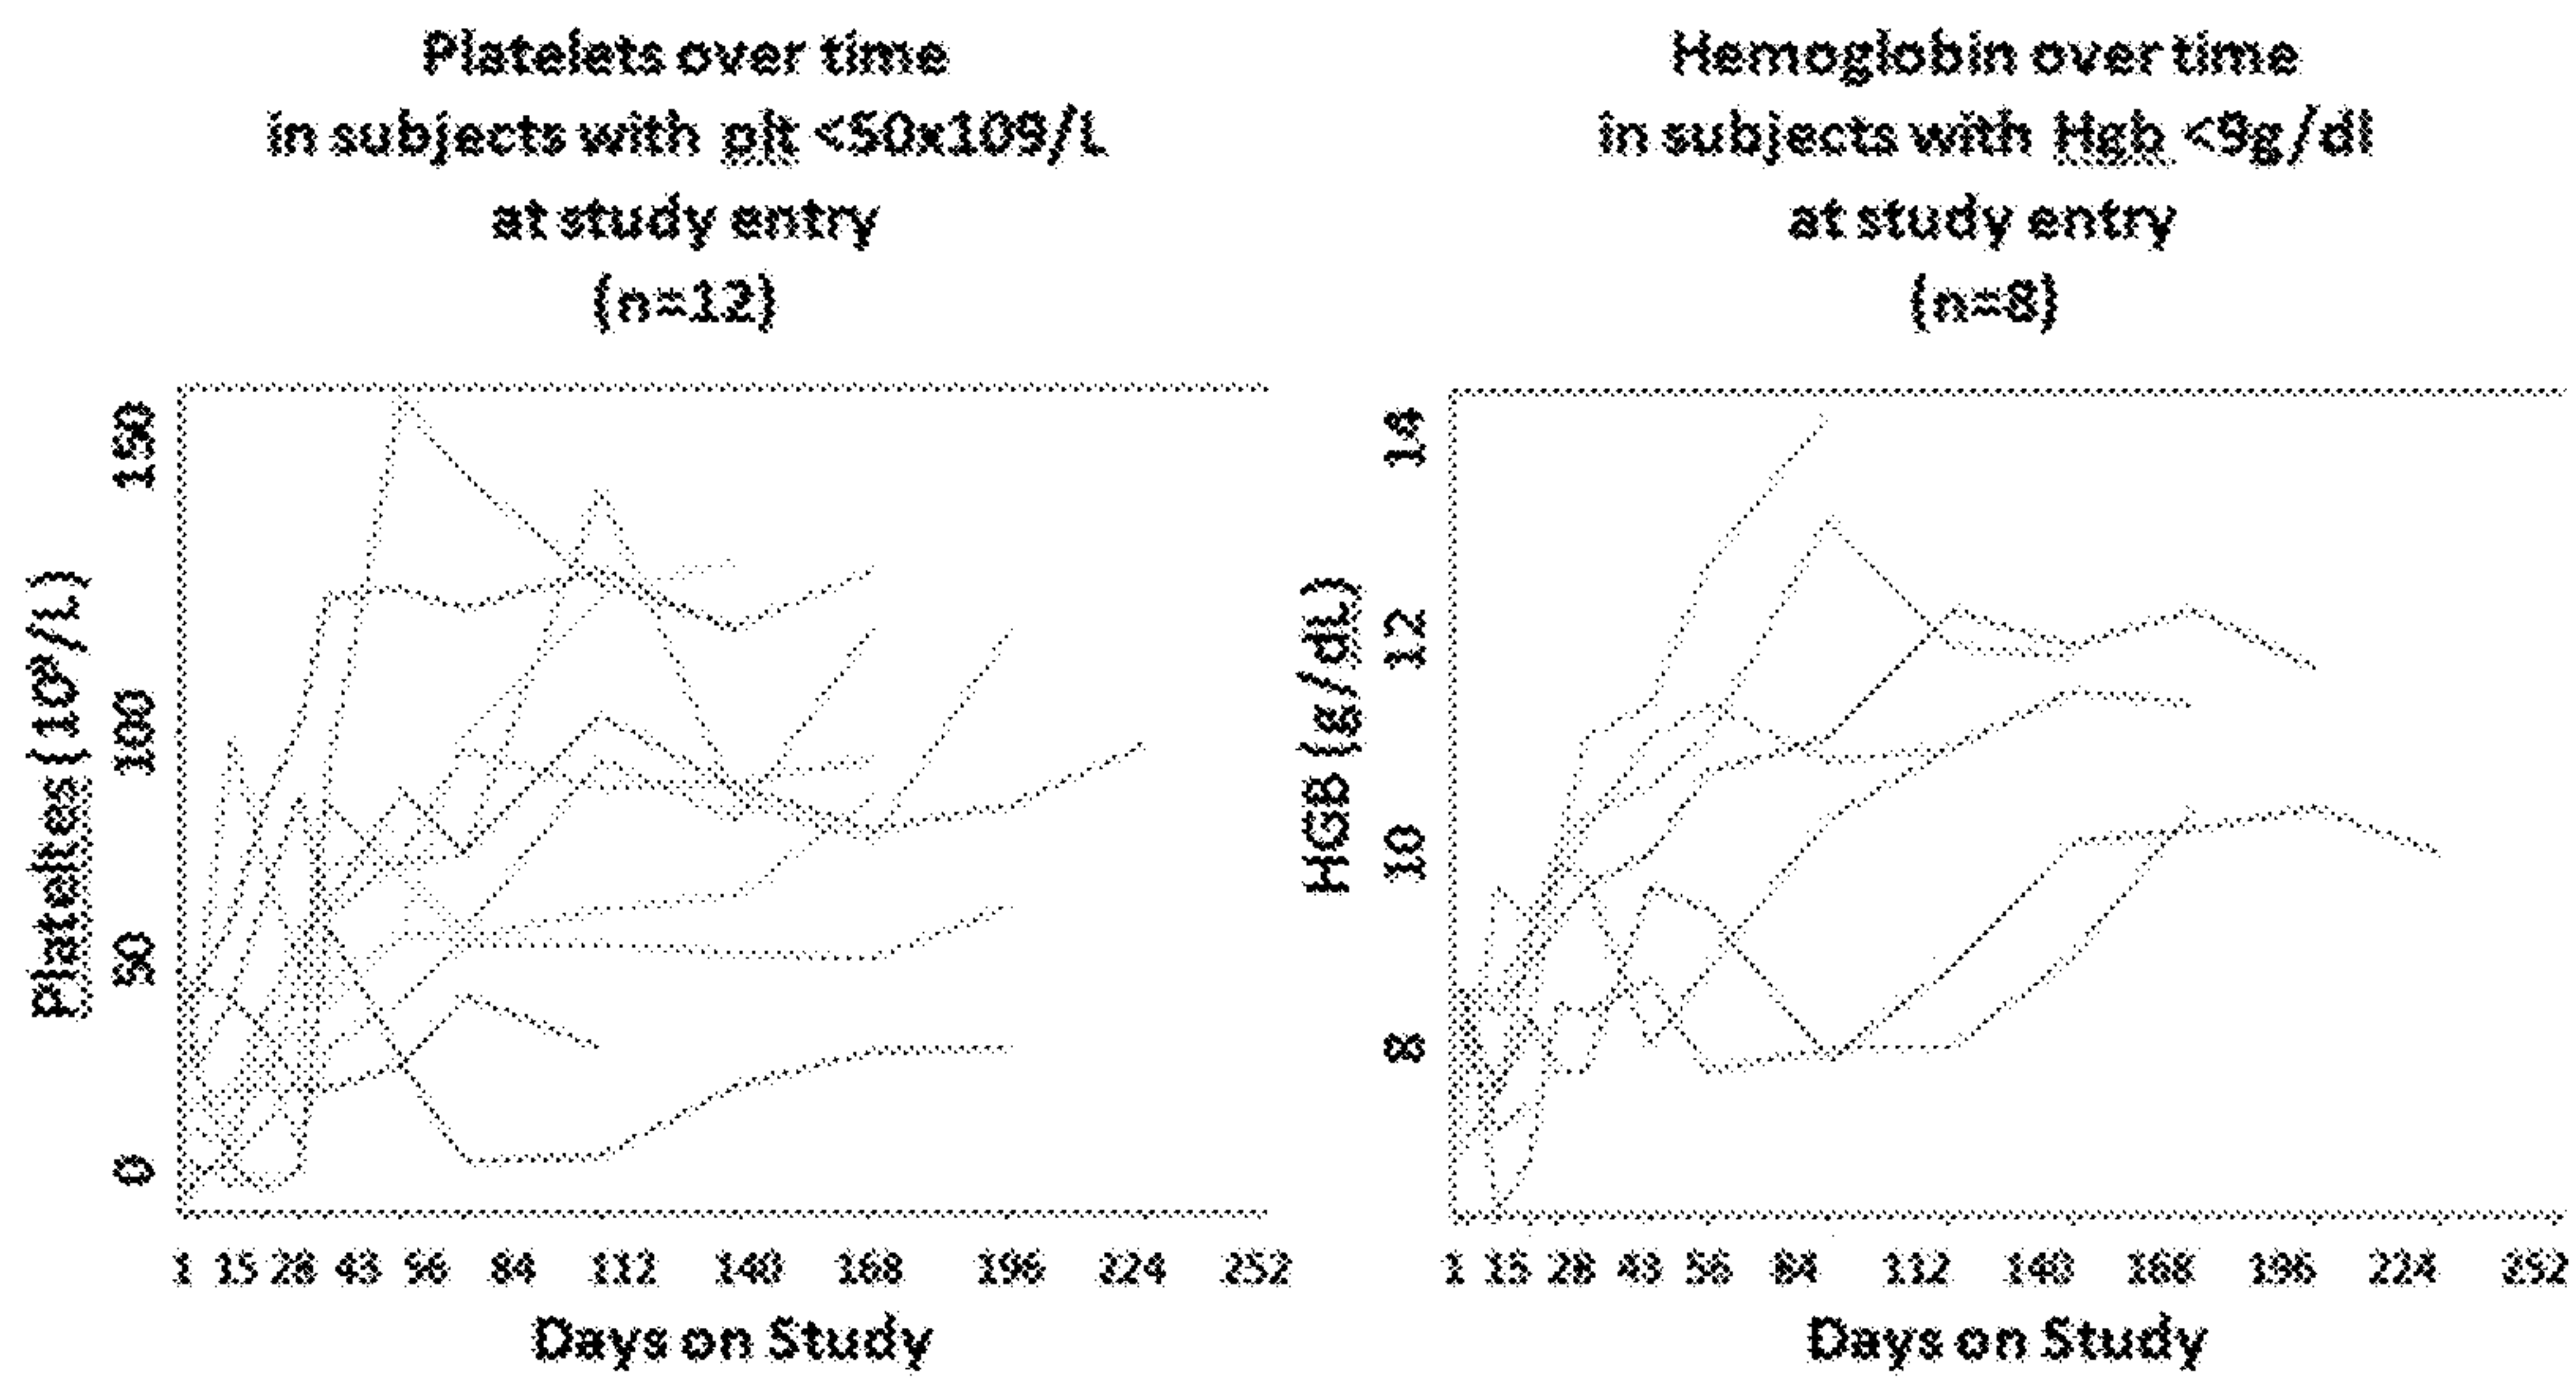 Platelets over time
in subjects with plt <50x109/L
at study entry
(n=12)
150
100
50
0
Platelites (10⁹/L)
1 15 28 43 56 84 112 140 168 196 224 252
Days on Study
Hemoglobin over time
in subjects with Hgb <9g/dl
at study entry
(n=8)
14
12
10
8
HGB (g/dL)
1 15 28 43 56 84 112 140 168 196 224 252
Days on Study